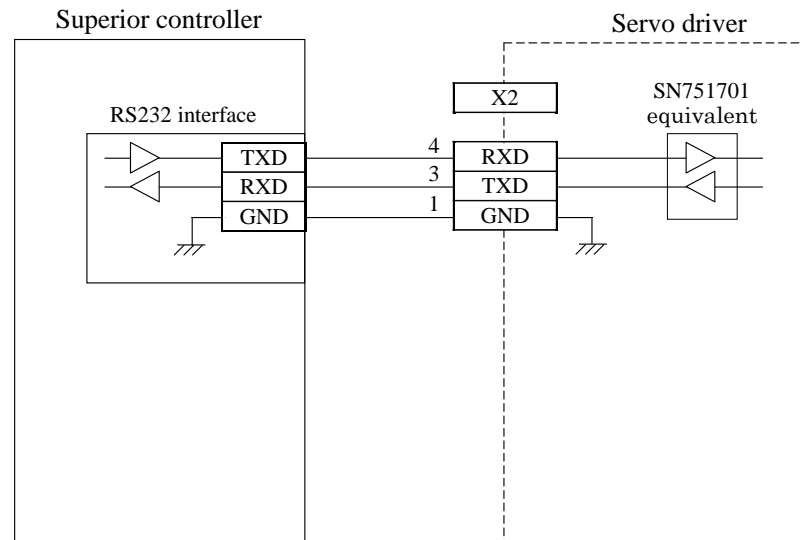 Superior controller
Servo driver
X2
SN751701
equivalent
RS232 interface
TXD
4
RXD
RXD
3
TXD
GND
1
GND